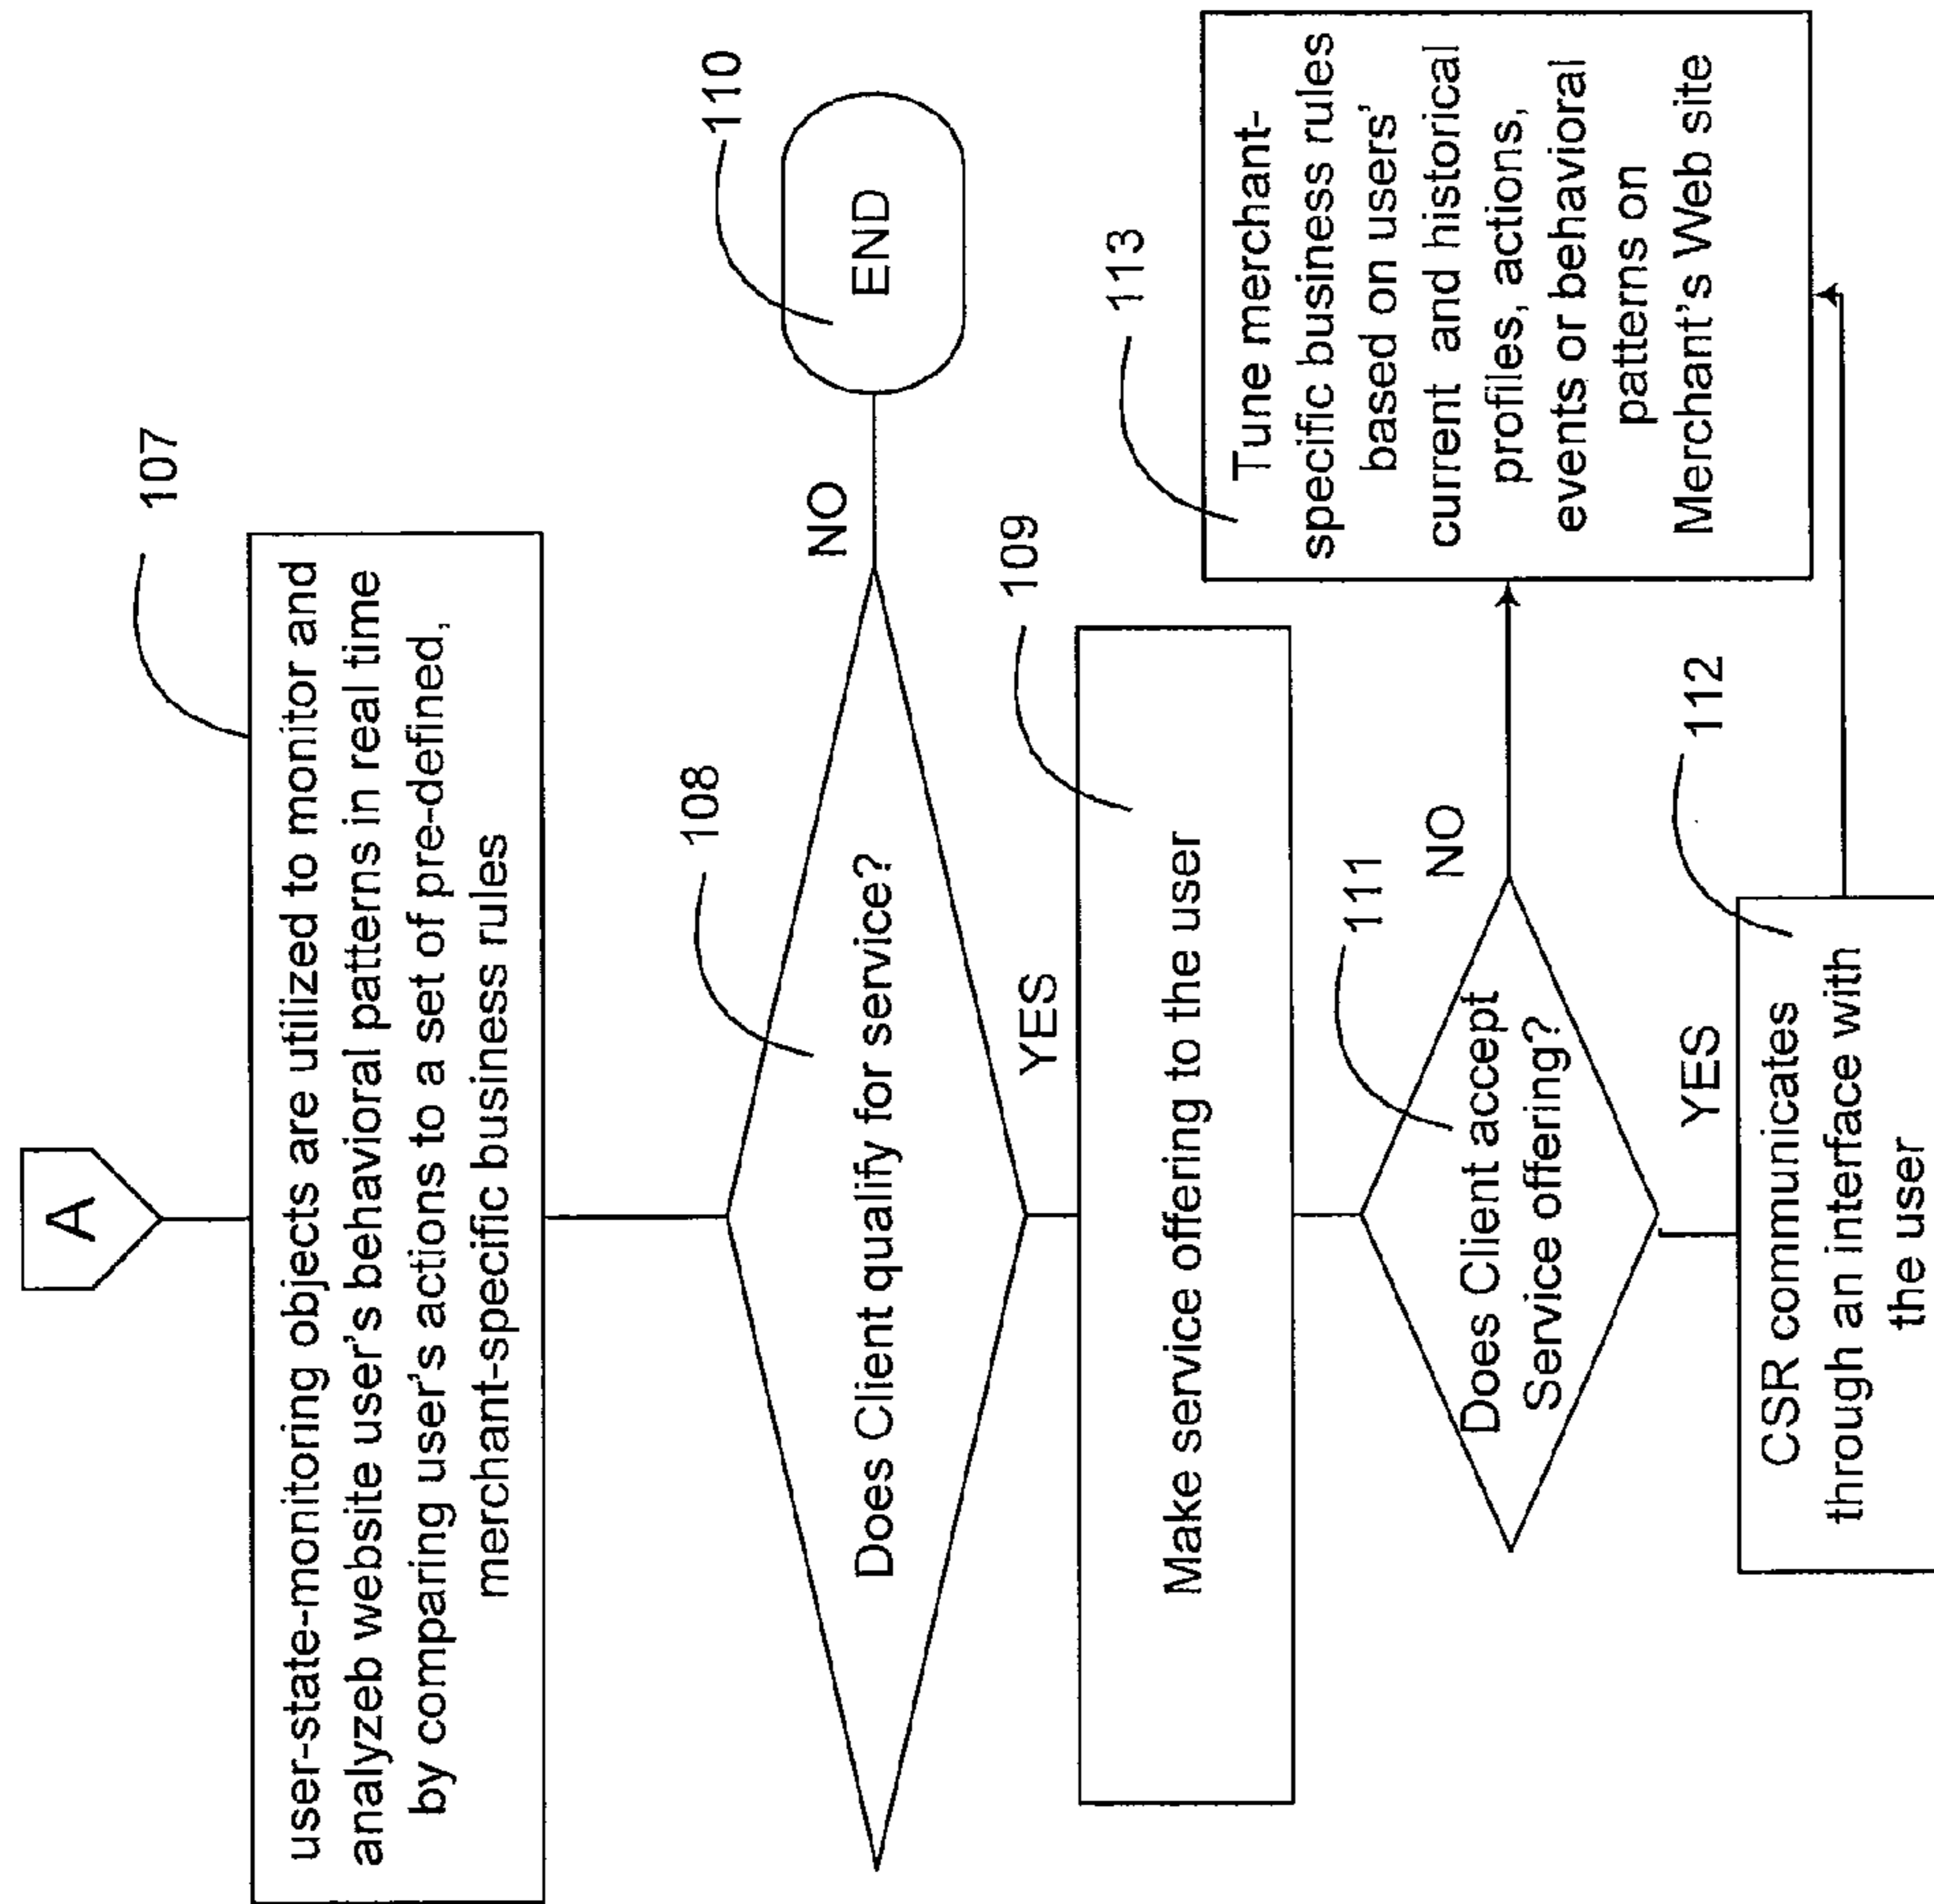 A
107
user-state-monitoring objects are utilized to monitor and
analyzeb website user's behavioral patterns in real time
by comparing user's actions to a set of pre-defined,
merchant-specific business rules
108
Does Client qualify for service?
NO
110
END
YES
109
Make service offering to the user
111
Does Client accept
Service offering?
NO
113
Tune merchant-
specific business rules
based on users'
current and historical
profiles, actions,
events or behavioral
patterns on
Merchant's Web site
YES
112
CSR communicates
through an interface with
the user